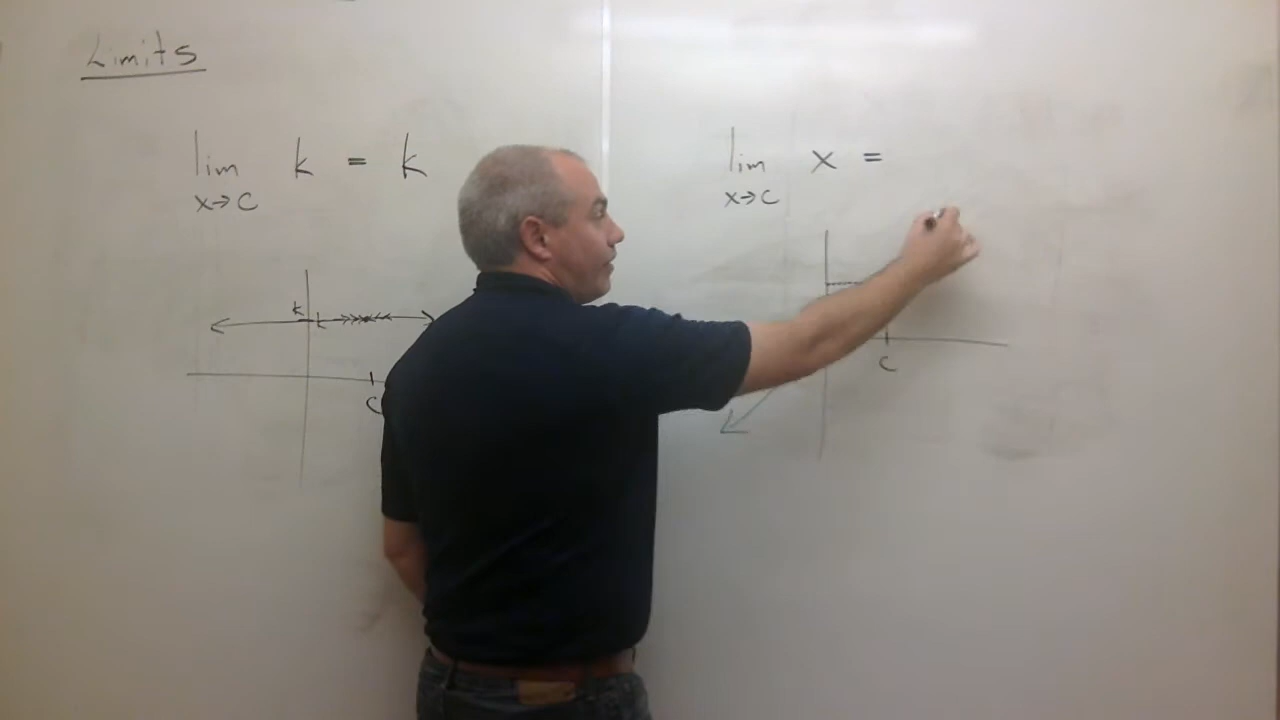 Limits
lim k = k
x→c
k
k
c
lim x =
x→c
c